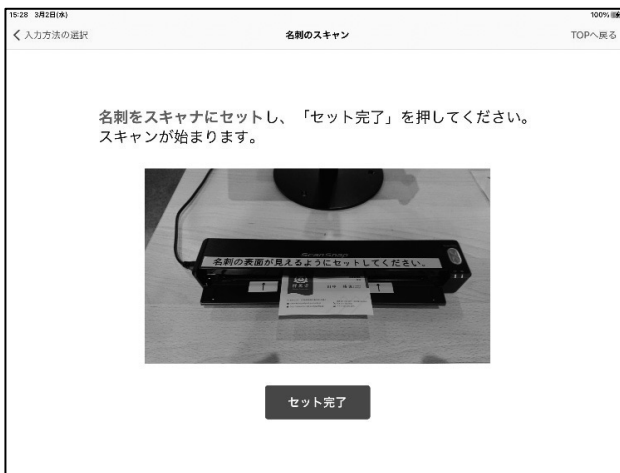 15:28 3月2日(水)
100%
入力方法の選択
名刺のスキャン
TOPへ戻る
名刺をスキャナにセットし、「セット完了」を押してください。
スキャンが始まります。
名刺の表面が見えるようにセットしてください。
↑ ↑
セット完了